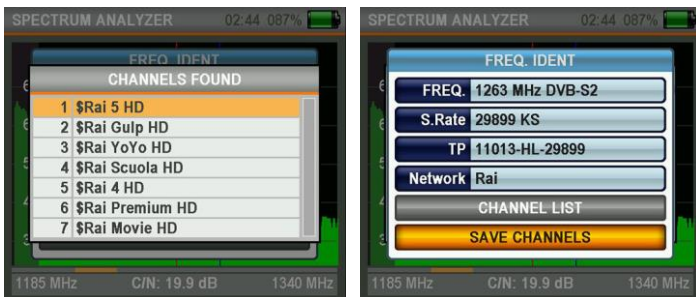 SPECTRUM ANALYZER 02:44 087%
FREQ. IDENT
CHANNELS FOUND
1 $Rai 5 HD
2 $Rai Gulp HD
3 $Rai YoYo HD
4 $Rai Scuola HD
5 $Rai 4 HD
6 $Rai Premium HD
7 $Rai Movie HD
1185 MHz C/N: 19.9 dB 1340 MHz
SPECTRUM ANALYZER 02:44 087%
FREQ. IDENT
FREQ. 1263 MHz DVB-S2
S.Rate 29899 KS
TP 11013-HL-29899
Network Rai
CHANNEL LIST
SAVE CHANNELS
1185 MHz C/N: 19.9 dB 1340 MHz